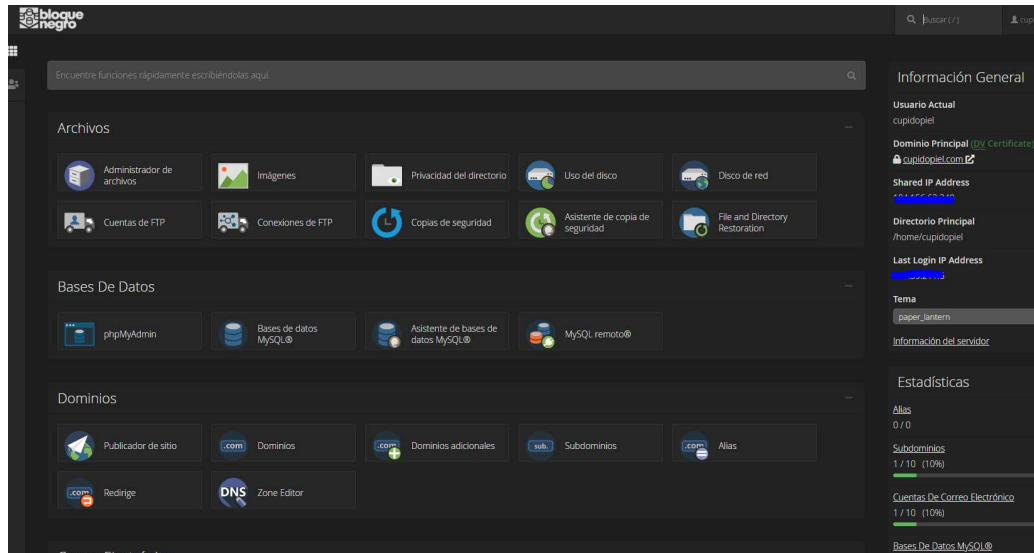 bloque
negro
Buscar ( / )
cup
Encuentre funciones rápidamente escribiéndolas aquí.
Archivos
Administrador de
archivos
Imágenes
Privacidad del directorio
Uso del disco
Disco de red
Cuentas de FTP
Conexiones de FTP
Copias de seguridad
Asistente de copia de
seguridad
File and Directory
Restoration
Bases De Datos
phpMyAdmin
Bases de datos
MySQL®
Asistente de bases de
datos MySQL®
MySQL remoto®
Dominios
Publicador de sitio
.com
Dominios
.com
Dominios adicionales
sub.
Subdominios
.com
Alias
.com
Redirige
DNS
Zone Editor
Información General
Usuario Actual
cupidopiel
Dominio Principal (DV Certificate)
cupidopiel.com
Shared IP Address
Directorio Principal
/home/cupidopiel
Last Login IP Address
Tema
paper_lantern
Información del servidor
Estadísticas
Alias
0 / 0
Subdominios
1 / 10 (10%)
Cuentas De Correo Electrónico
1 / 10 (10%)
Bases De Datos MySQL®